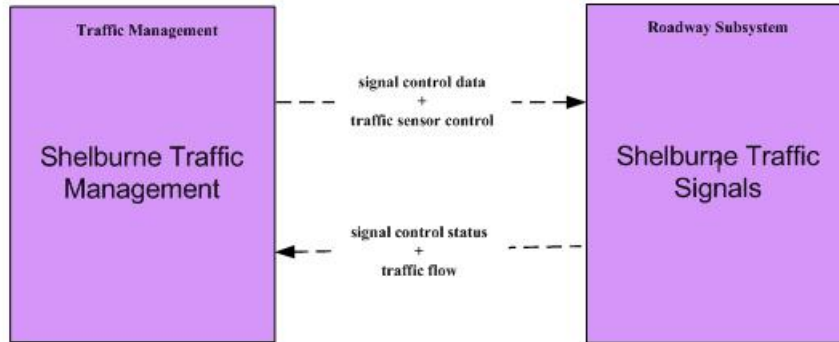 Traffic Management
Roadway Subsystem
signal control data
+
traffic sensor control
Shelburne Traffic
Management
Shelburne Traffic
Signals
signal control status
+
traffic flow